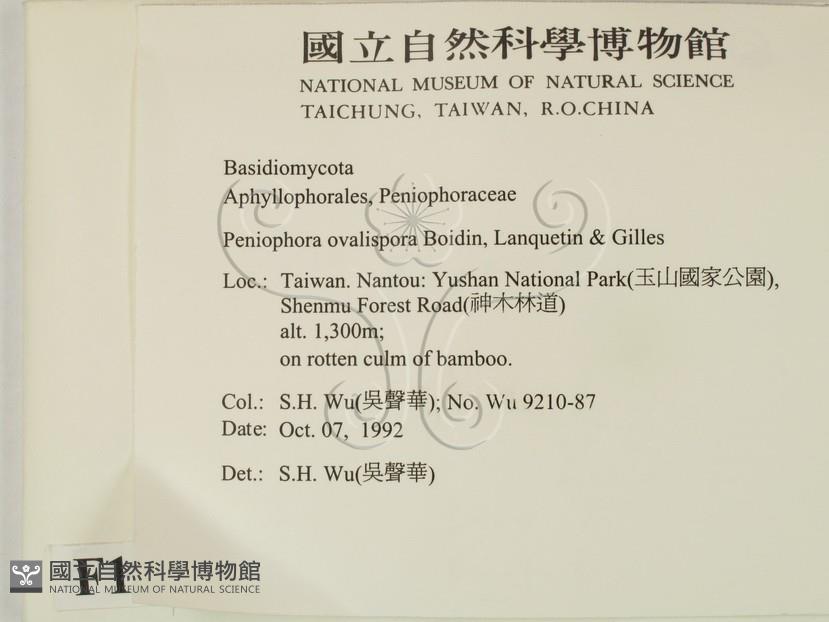 國立自然科學博物館
NATIONAL MUSEUM OF NATURAL SCIENCE
TAICHUNG, TAIWAN, R.O.CHINA
Basidiomycota
Aphyllophorales, Peniophoraceae
Peniophora ovalispora Boidin, Lanquetin & Gilles
Loc.: Taiwan. Nantou: Yushan National Park(玉山國家公園),
Shenmu Forest Road(神木林道)
alt. 1,300m;
on rotten culm of bamboo.
Col.: S.H. Wu(吳聲華); No. Wu 9210-87
Date: Oct. 07, 1992
Det.: S.H. Wu(吳聲華)
F1
國立自然科學博物館
NATIONAL MUSEUM OF NATURAL SCIENCE